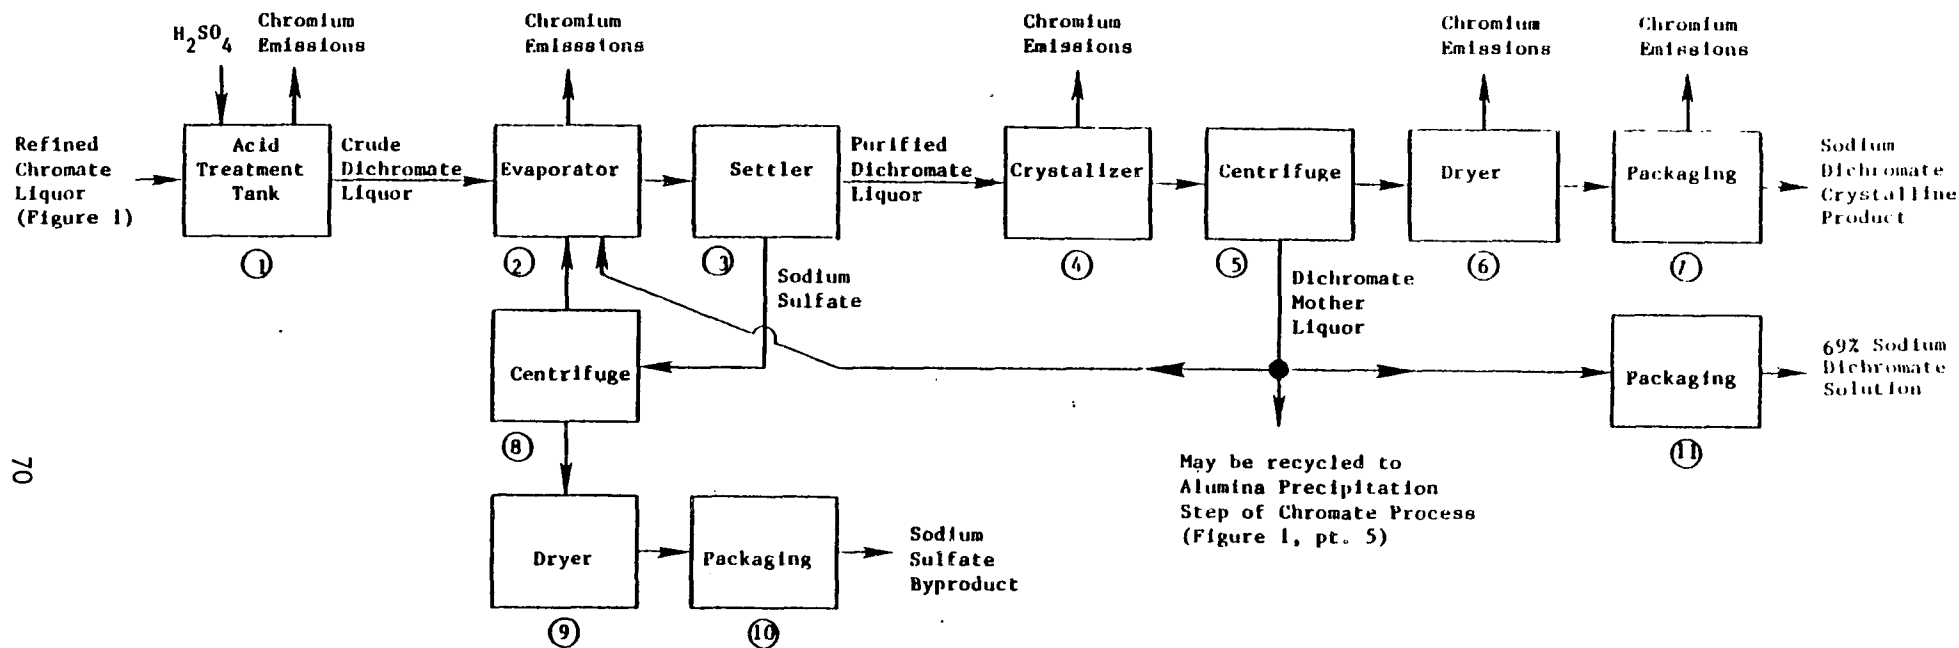 H2SO4
Chromium
Emissions
Chromium
Emissions
Chromium
Emissions
Chromium
Emissions
Chromium
Emissions
Refined
Chromate
Liquor
(Figure 1)
Acid
Treatment
Tank
Crude
Dichromate
Liquor
Evaporator
Settler
Purified
Dichromate
Liquor
Crystalizer
Centrifuge
Dryer
Packaging
Sodium
Dichromate
Crystalline
Product
1
2
3
4
5
6
7
Sodium
Sulfate
Dichromate
Mother
Liquor
Centrifuge
Packaging
69% Sodium
Dichromate
Solution
8
11
May be recycled to
Alumina Precipitation
Step of Chromate Process
(Figure 1, pt. 5)
Dryer
Packaging
Sodium
Sulfate
Byproduct
9
10
70